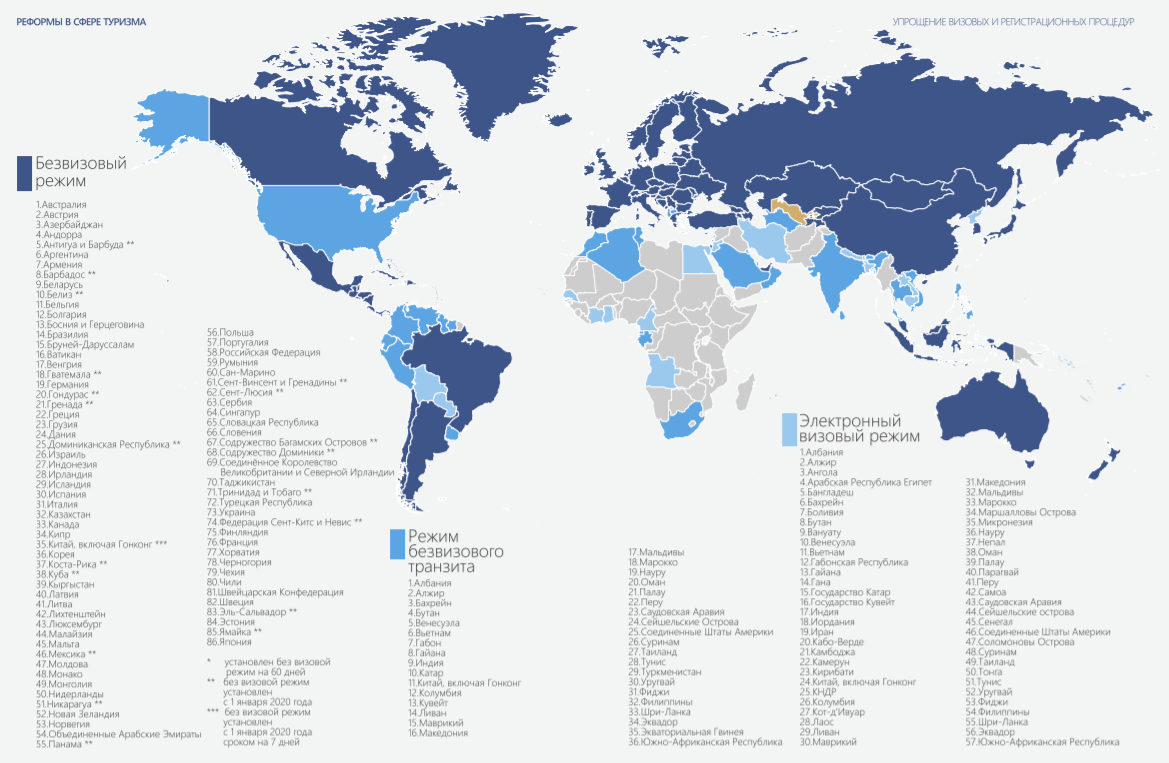 РЕФОРМЫ В СФЕРЕ ТУРИЗМА
УПРОЩЕНИЕ ВИЗОВЫХ И РЕГИСТРАЦИОННЫХ ПРОЦЕДУР
Безвизовый
режим
1.Австралия
2.Австрия
3.Азербайджан
4.Андорра
5.Антигуа и Барбуда **
6.Аргентина
7.Армения
8.Барбадос **
9.Беларусь
10.Белиз **
11.Бельгия
12.Болгария
13.Босния и Герцеговина
14.Бразилия
15.Бруней-Даруссалам
16.Ватикан
17.Венгрия
18.Гватемала **
19.Германия
20.Гондурас **
21.Гренада **
22.Греция
23.Грузия
24.Дания
25.Доминиканская Республика **
26.Израиль
27.Индонезия
28.Ирландия
29.Исландия
30.Испания
31.Италия
32.Казахстан
33.Канада
34.Кипр
35.Китай, включая Гонконг ***
36.Корея
37.Коста-Рика **
38.Куба **
39.Кыргыстан
40.Латвия
41.Литва
42.Лихтенштейн
43.Люксембург
44.Малайзия
45.Мальта
46.Мексика **
47.Молдова
48.Монако
49.Монголия
50.Нидерланды
51.Никарагуа **
52.Новая Зеландия
53.Норвегия
54.Объединенные Арабские Эмираты
55.Панама **
56.Польша
57.Португалия
58.Российская Федерация
59.Румыния
60.Сан-Марино
61.Сент-Винсент и Гренадины **
62.Сент-Люсия **
63.Сербия
64.Сингапур
65.Словацкая Республика
66.Словения
67.Содружество Багамских Островов **
68.Содружество Доминики **
69.Соединённое Королевство
Великобритании и Северной Ирландии
70.Таджикистан
71.Тринидад и Тобаго **
72.Турецкая Республика
73.Украина
74.Федерация Сент-Китс и Невис **
75.Финляндия
76.Франция
77.Хорватия
78.Черногория
79.Чехия
80.Чили
81.Швейцарская Конфедерация
82.Швеция
83.Эль-Сальвадор **
84.Эстония
85.Ямайка **
86.Япония
* установлен без визовой
режим на 60 дней
** без визовой режим
установлен
с 1 января 2020 года
*** без визовой режим
установлен
с 1 января 2020 года
сроком на 7 дней
Режим
безвизового
транзита
1.Албания
2.Алжир
3.Бахрейн
4.Бутан
5.Венесуэла
6.Вьетнам
7.Габон
8.Гайана
9.Индия
10.Катар
11.Китай, включая Гонконг
12.Колумбия
13.Кувейт
14.Ливан
15.Маврикий
16.Македония
17.Мальдивы
18.Марокко
19.Науру
20.Оман
21.Палау
22.Перу
23.Саудовская Аравия
24.Сейшельские Острова
25.Соединенные Штаты Америки
26.Суринам
27.Таиланд
28.Тунис
29.Туркменистан
30.Уругвай
31.Фиджи
32.Филиппины
33.Шри-Ланка
34.Эквадор
35.Экваториальная Гвинея
36.Южно-Африканская Республика
Электронный
визовый режим
1.Албания
2.Алжир
3.Ангола
4.Арабская Республика Египет
5.Бангладеш
6.Бахрейн
7.Боливия
8.Бутан
9.Вануату
10.Венесуэла
11.Вьетнам
12.Габонская Республика
13.Гайана
14.Гана
15.Государство Катар
16.Государство Кувейт
17.Индия
18.Иордания
19.Иран
20.Кабо-Верде
21.Камбоджа
22.Камерун
23.Кирибати
24.Китай, включая Гонконг
25.КНДР
26.Колумбия
27.Кот-д'Ивуар
28.Лаос
29.Ливан
30.Маврикий
31.Македония
32.Мальдивы
33.Марокко
34.Маршалловы Острова
35.Микронезия
36.Науру
37.Непал
38.Оман
39.Палау
40.Парагвай
41.Перу
42.Самоа
43.Саудовская Аравия
44.Сейшельские острова
45.Сенегал
46.Соединенные Штаты Америки
47.Соломоновы Острова
48.Суринам
49.Таиланд
50.Тонга
51.Тунис
52.Уругвай
53.Фиджи
54.Филиппины
55.Шри-Ланка
56.Эквадор
57.Южно-Африканская Республика